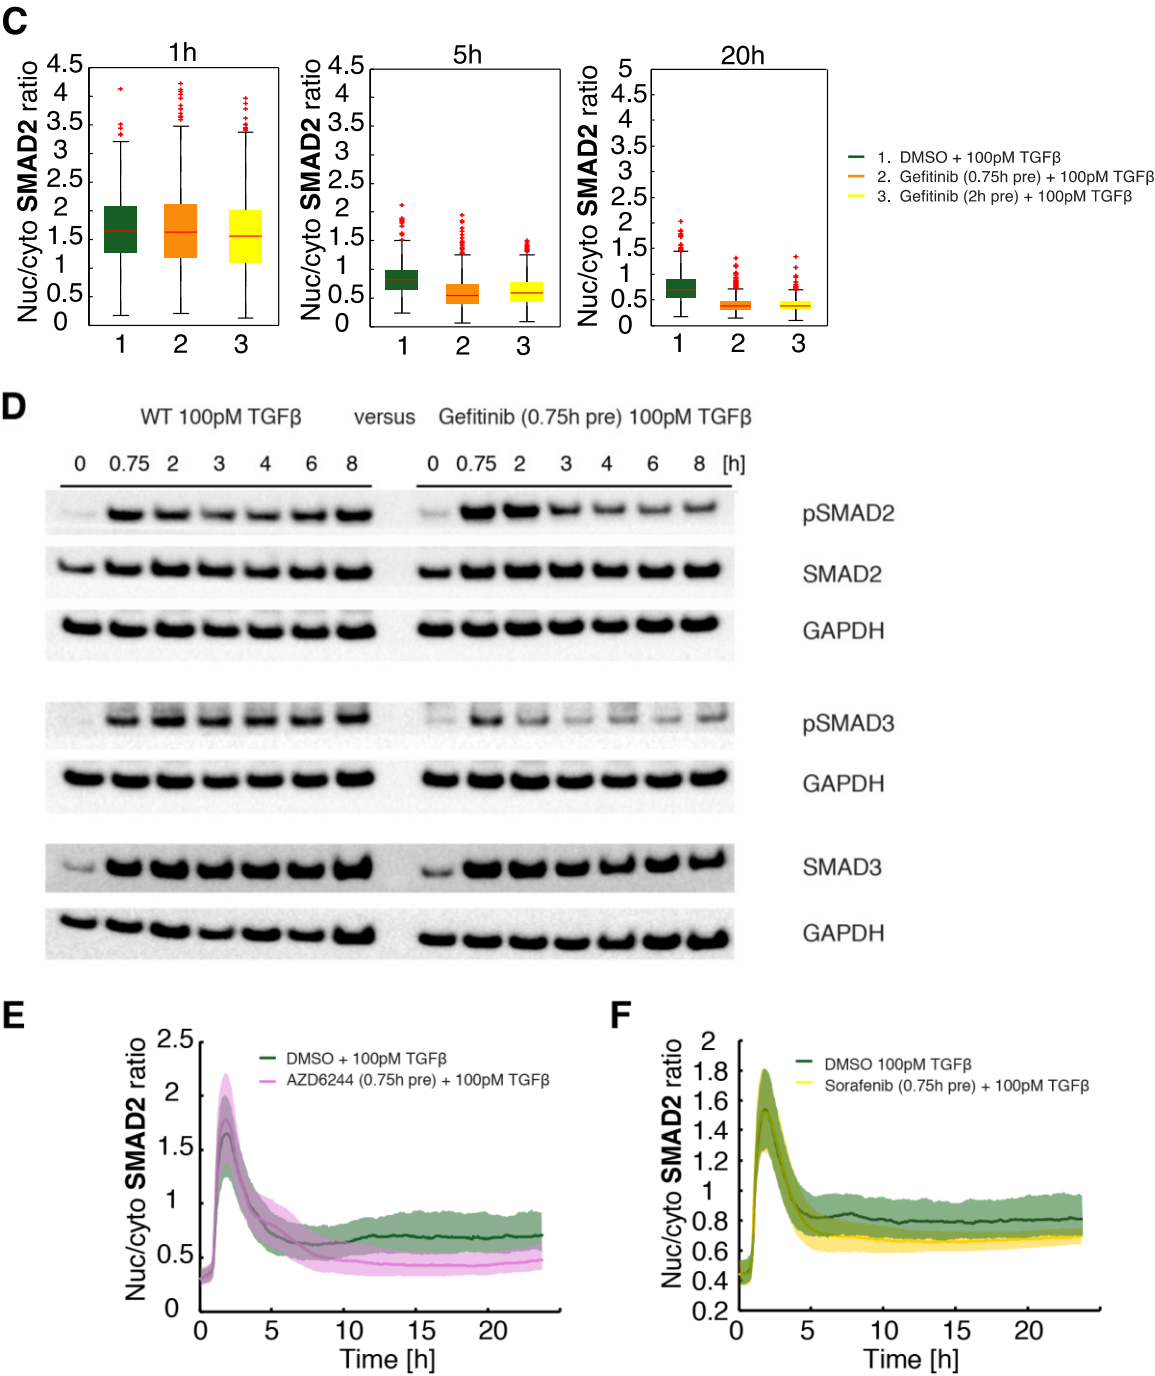 C
1h
5h
20h
Nuc/cyto SMAD2 ratio
4.5
4
3.5
3
2.5
2
1.5
1
0.5
0
1 2 3
Nuc/cyto SMAD2 ratio
4.5
4
3.5
3
2.5
2
1.5
1
0.5
0
1 2 3
Nuc/cyto SMAD2 ratio
5
4.5
4
3.5
3
2.5
2
1.5
1
0.5
0
1 2 3
1. DMSO + 100pM TGFβ
2. Gefitinib (0.75h pre) + 100pM TGFβ
3. Gefitinib (2h pre) + 100pM TGFβ
D
WT 100pM TGFβ versus Gefitinib (0.75h pre) 100pM TGFβ
0 0.75 2 3 4 6 8 0 0.75 2 3 4 6 8 [h]
pSMAD2
SMAD2
GAPDH
pSMAD3
GAPDH
SMAD3
GAPDH
E
Nuc/cyto SMAD2 ratio
2.5
2
1.5
1
0.5
0
DMSO + 100pM TGFβ
AZD6244 (0.75h pre) + 100pM TGFβ
0 5 10 15 20
Time [h]
F
Nuc/cyto SMAD2 ratio
2
1.8
1.6
1.4
1.2
1
0.8
0.6
0.4
0.2
DMSO 100pM TGFβ
Sorafenib (0.75h pre) + 100pM TGFβ
0 5 10 15 20
Time [h]